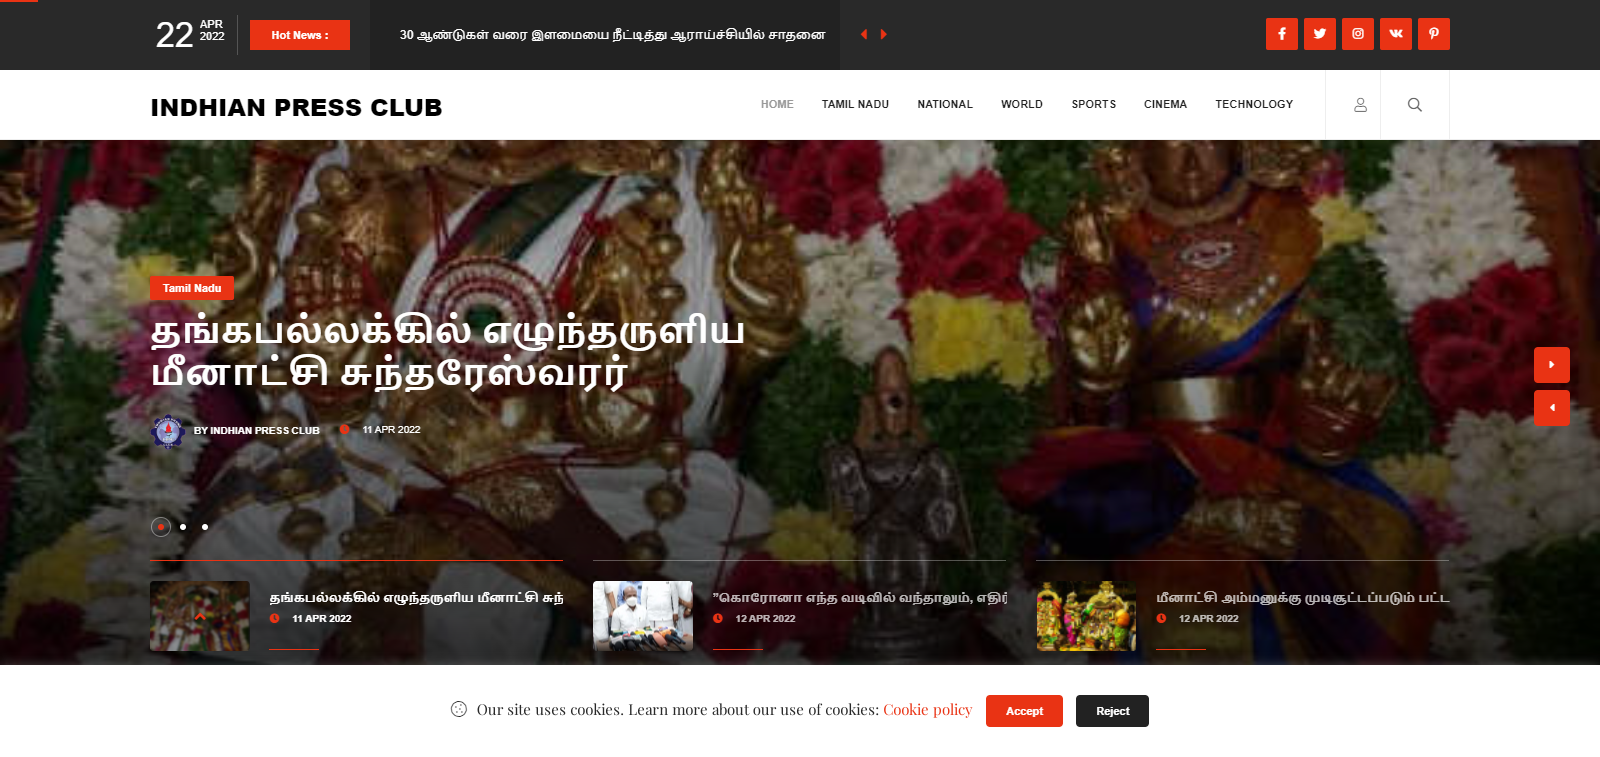 22
APR
2022
Hot News :
30 ஆண்டுகள் வரை இளமையை நீட்டித்து ஆராய்ச்சியில் சாதனை
INDHIAN PRESS CLUB
HOME TAMIL NADU NATIONAL WORLD SPORTS CINEMA TECHNOLOGY
Tamil Nadu
தங்கபல்லக்கில் எழுந்தருளிய
மீனாட்சி சுந்தரேஸ்வரர்
BY INDHIAN PRESS CLUB 11 APR 2022
தங்கபல்லக்கில் எழுந்தருளிய மீனாட்சி சுந்
11 APR 2022
"கொரோனா எந்த வடிவில் வந்தாலும், எதிர்
12 APR 2022
மீனாட்சி அம்மனுக்கு முடிசூட்டப்படும் பட்ட
12 APR 2022
Our site uses cookies. Learn more about our use of cookies: Cookie policy Accept Reject